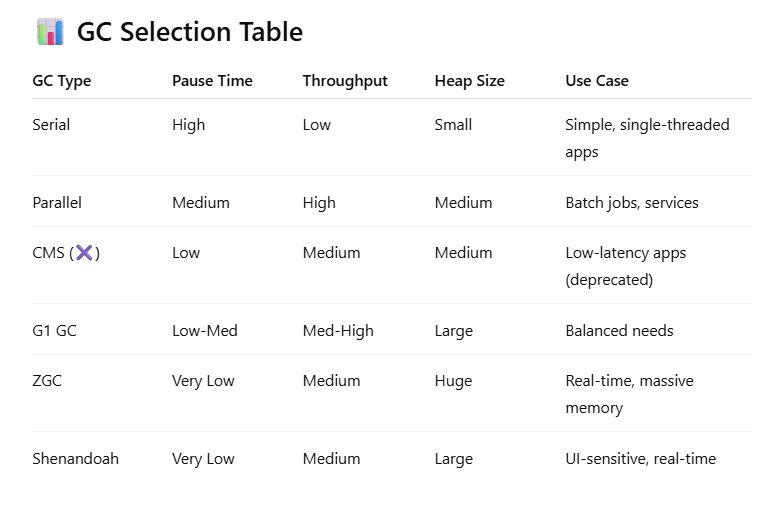 📊 GC Selection Table
GC Type Pause Time Throughput Heap Size Use Case
Serial High Low Small Simple, single-threaded
apps
Parallel Medium High Medium Batch jobs, services
CMS (❌) Low Medium Medium Low-latency apps
(deprecated)
G1 GC Low-Med Med-High Large Balanced needs
ZGC Very Low Medium Huge Real-time, massive
memory
Shenandoah Very Low Medium Large UI-sensitive, real-time